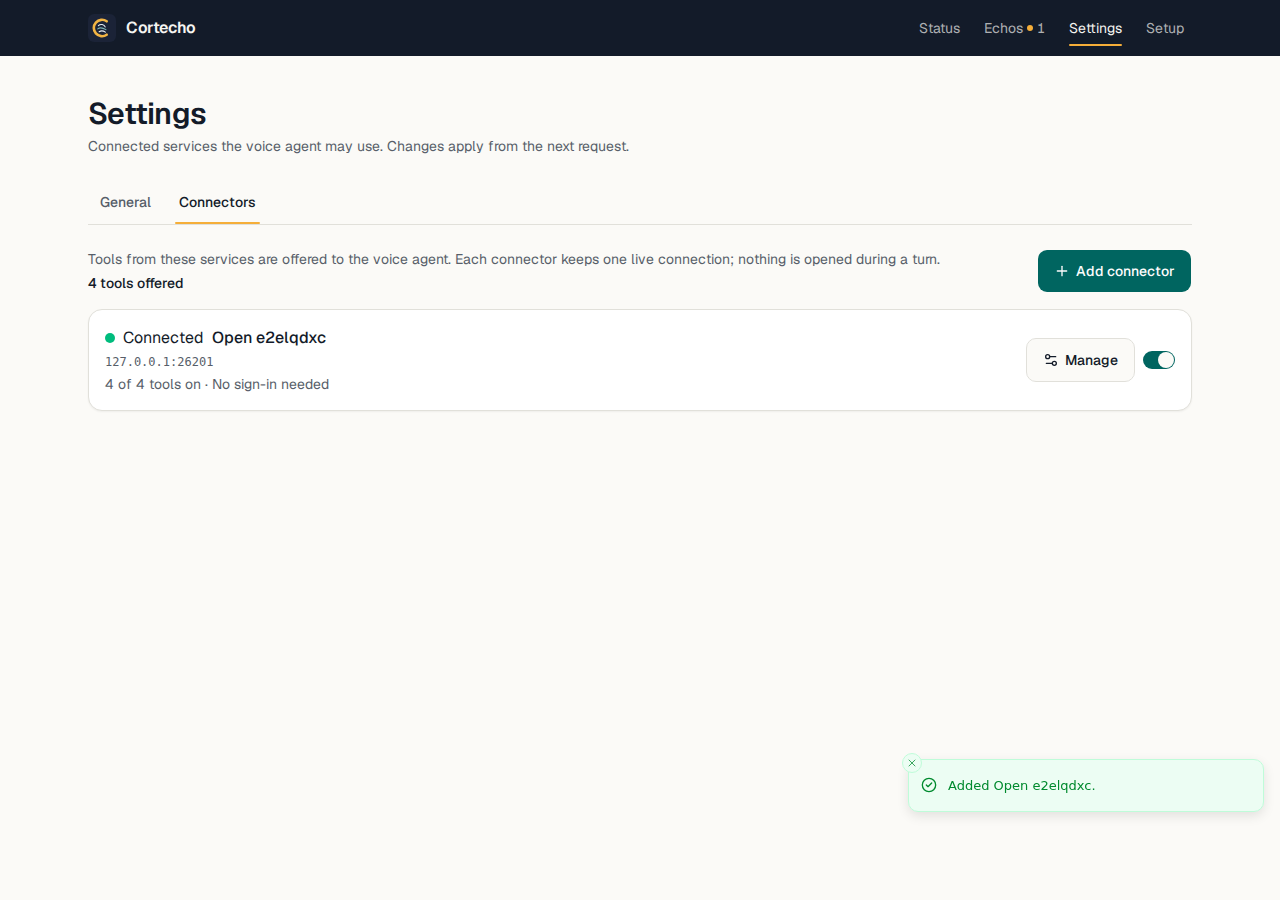 Cortecho
Status Echos 1 Settings Setup
Settings
Connected services the voice agent may use. Changes apply from the next request.
General Connectors
Tools from these services are offered to the voice agent. Each connector keeps one live connection; nothing is opened during a turn.
4 tools offered
Add connector
Connected Open e2elqdxc
127.0.0.1:26201
4 of 4 tools on · No sign-in needed
Manage
Added Open e2elqdxc.